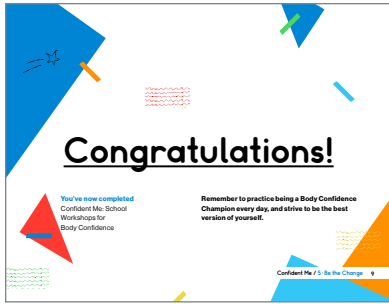 Congratulations!
You've now completed
Confident Me: School
Workshops for
Body Confidence
Remember to practice being a Body Confidence
Champion every day, and strive to be the best
version of yourself.
Confident Me / 5: Be the Change 9